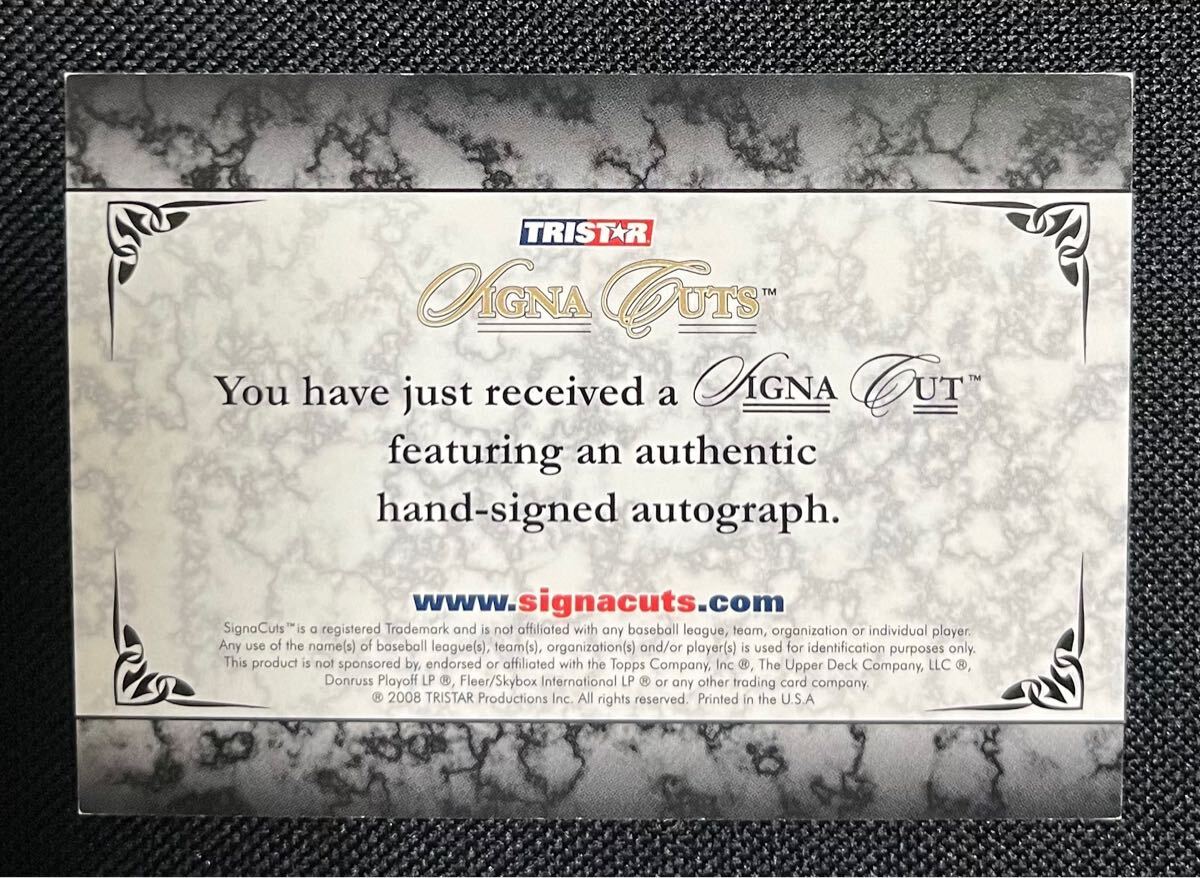 TRISTAR
SIGNA CUTS™
You have just received a SIGNA CUT™
featuring an authentic
hand-signed autograph.
www.signacuts.com
SignaCuts™ is a registered Trademark and is not affiliated with any baseball league, team, organization or individual player.
Any use of the name(s) of baseball league(s), team(s), organization(s) and/or player(s) is used for identification purposes only.
This product is not sponsored by, endorsed or affiliated with the Topps Company, Inc ®, The Upper Deck Company, LLC ®,
Donruss Playoff LP ®, Fleer/Skybox International LP ® or any other trading card company.
® 2008 TRISTAR Productions Inc. All rights reserved. Printed in the U.S.A